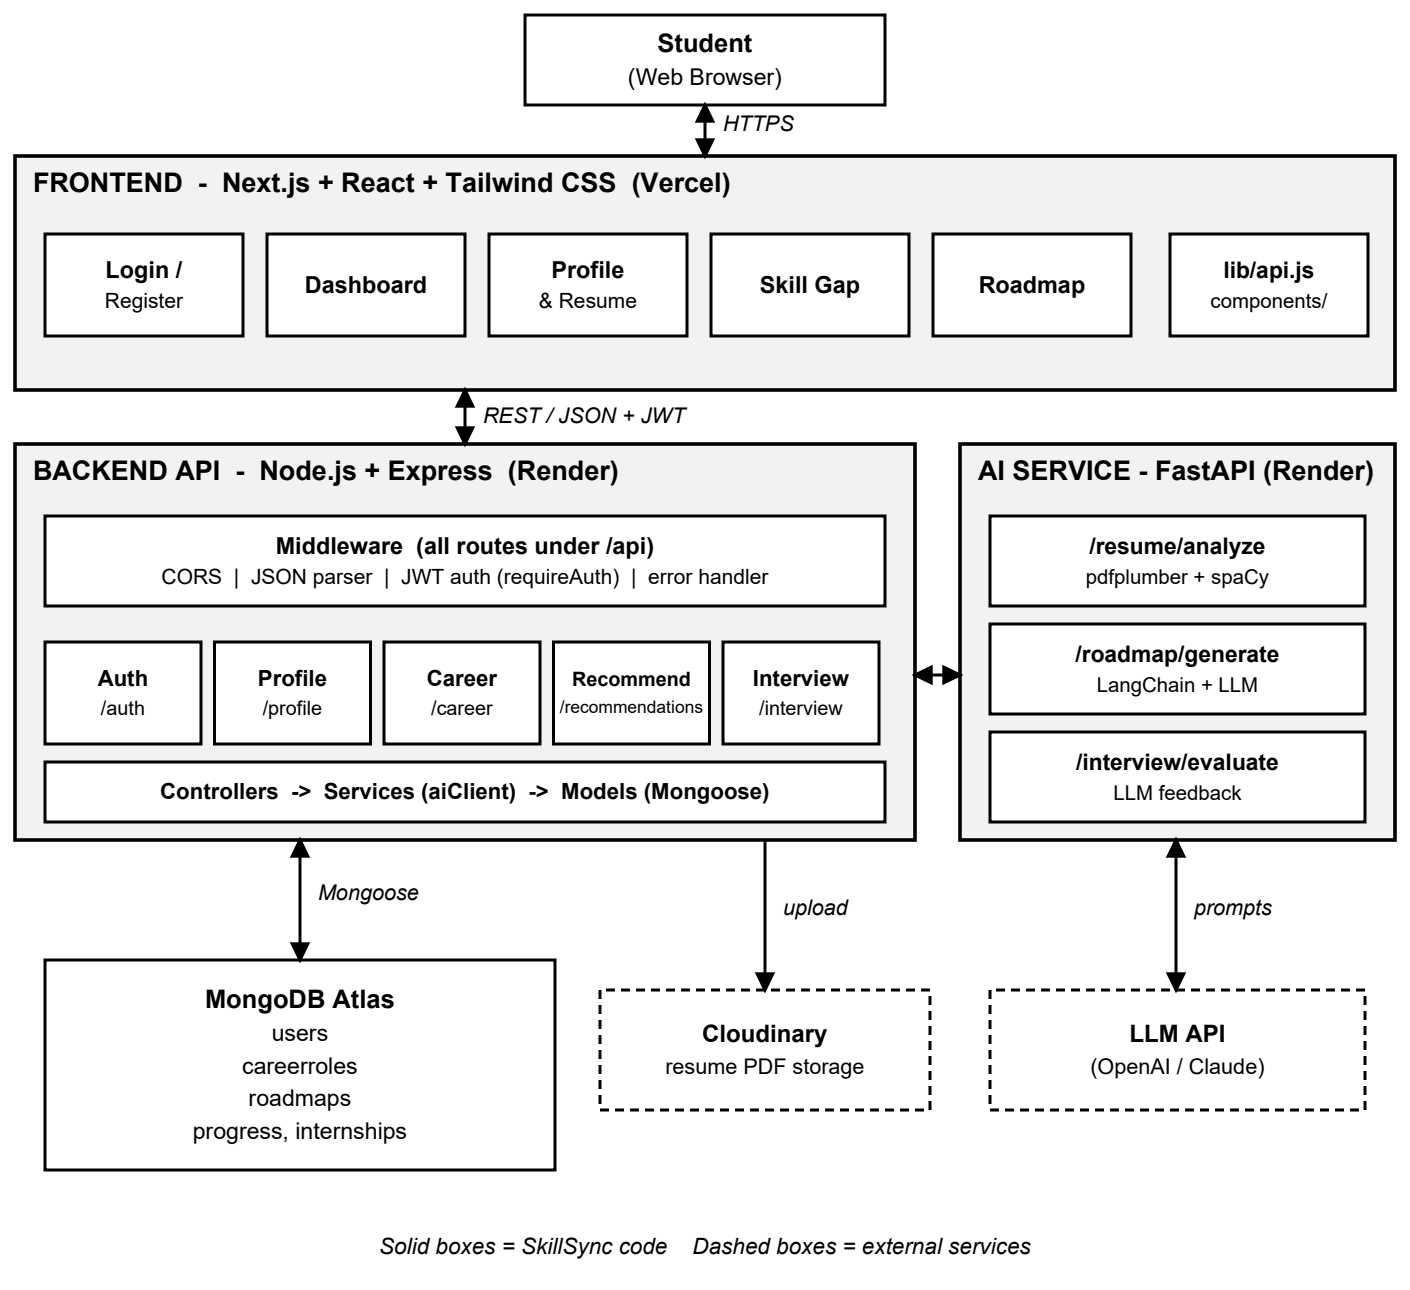 Student
(Web Browser)
HTTPS
FRONTEND - Next.js + React + Tailwind CSS (Vercel)
Login /
Register
Dashboard
Profile
& Resume
Skill Gap
Roadmap
lib/api.js
components/
REST / JSON + JWT
BACKEND API - Node.js + Express (Render)
Middleware (all routes under /api)
CORS | JSON parser | JWT auth (requireAuth) | error handler
Auth
/auth
Profile
/profile
Career
/career
Recommend
/recommendations
Interview
/interview
Controllers -> Services (aiClient) -> Models (Mongoose)
AI SERVICE - FastAPI (Render)
/resume/analyze
pdfplumber + spaCy
/roadmap/generate
LangChain + LLM
/interview/evaluate
LLM feedback
Mongoose
upload
prompts
MongoDB Atlas
users
careerroles
roadmaps
progress, internships
Cloudinary
resume PDF storage
LLM API
(OpenAI / Claude)
Solid boxes = SkillSync code Dashed boxes = external services